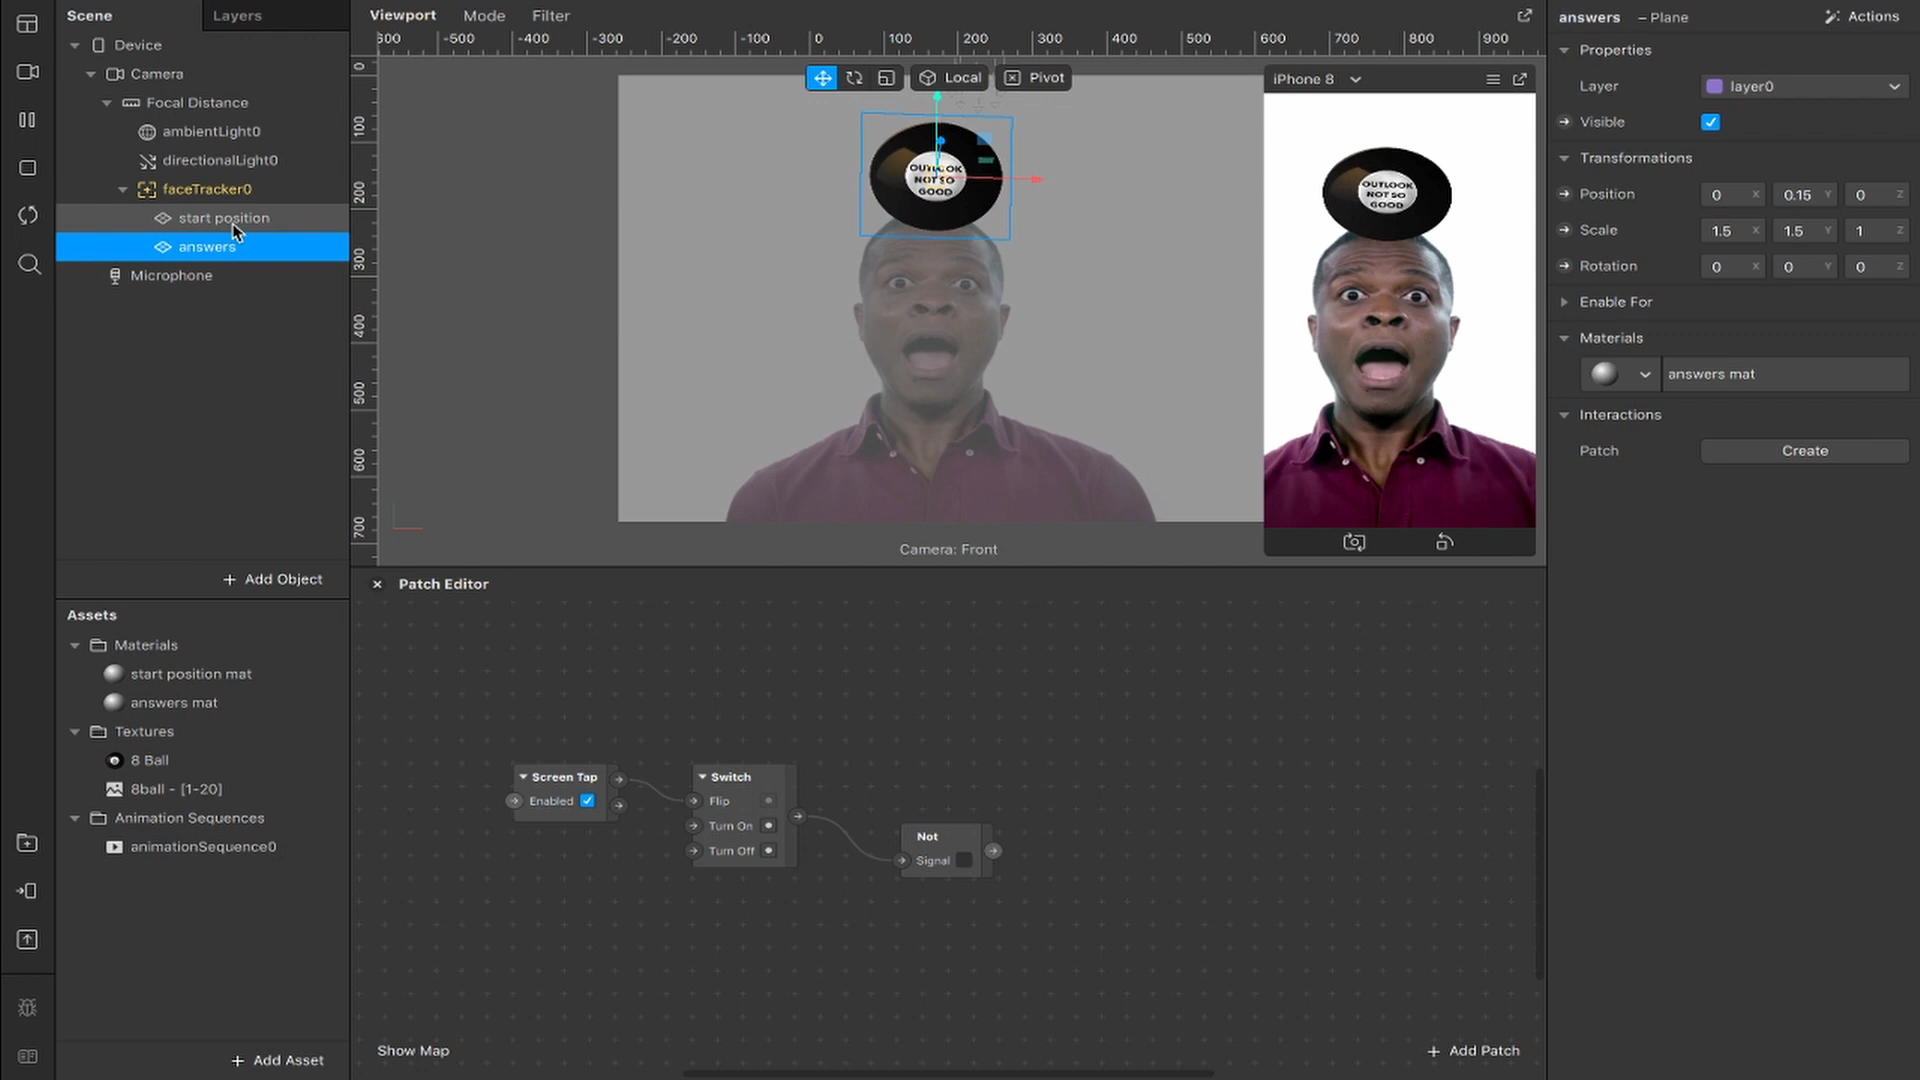 Scene
Layers
Device
Camera
Focal Distance
ambientLight0
directionalLight0
faceTracker0
start position
answers
Microphone
+ Add Object
Assets
Materials
start position mat
answers mat
Textures
8 Ball
8ball - [1-20]
Animation Sequences
animationSequence0
+ Add Asset
Viewport
Mode
Filter
600 -500 -400 -300 -200 -100 0 100 200 300 400 500 600 700 800 900
0
100
200
300
400
500
600
700
Local
Pivot
OUTLOOK
NOT SO
GOOD
Camera: Front
iPhone 8
OUTLOOK
NOT SO
GOOD
Patch Editor
Screen Tap
Enabled
Switch
Flip
Turn On
Turn Off
Not
Signal
Show Map
+ Add Patch
answers – Plane
Actions
Properties
Layer layer0
Visible
Transformations
Position 0 X 0.15 Y 0 Z
Scale 1.5 X 1.5 Y 1 Z
Rotation 0 X 0 Y 0 Z
Enable For
Materials
answers mat
Interactions
Patch Create